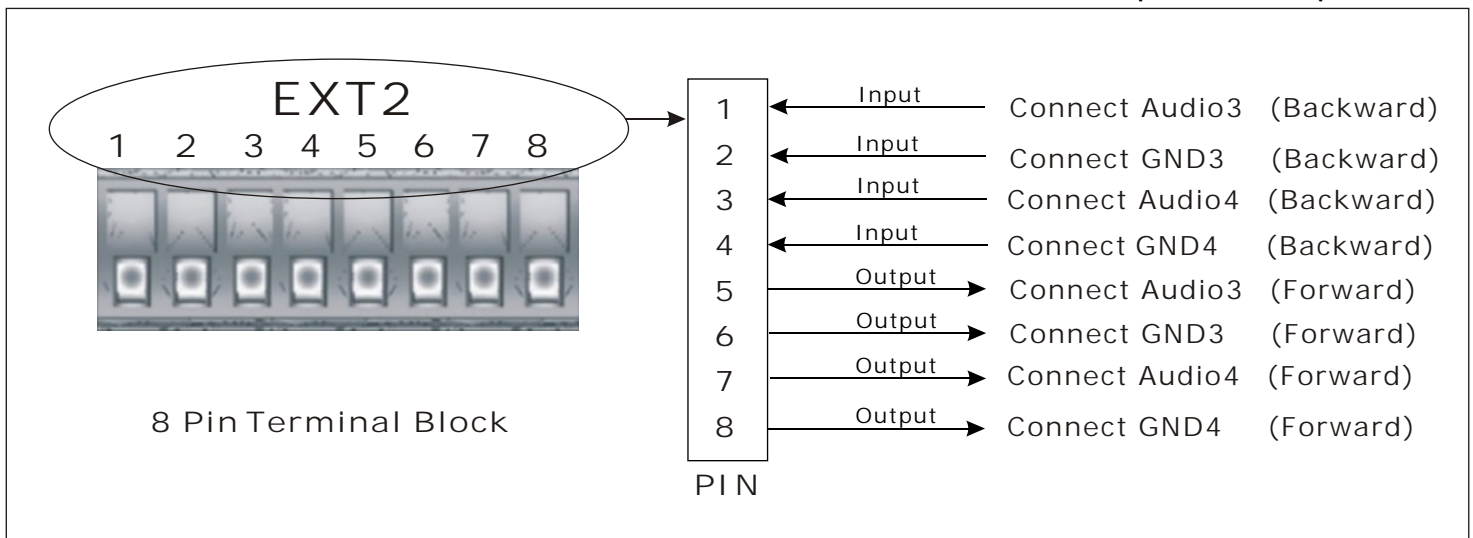 EXT2
1 2 3 4 5 6 7 8
8 Pin Terminal Block
1 Input Connect Audio3 (Backward)
2 Input Connect GND3 (Backward)
3 Input Connect Audio4 (Backward)
4 Input Connect GND4 (Backward)
5 Output Connect Audio3 (Forward)
6 Output Connect GND3 (Forward)
7 Output Connect Audio4 (Forward)
8 Output Connect GND4 (Forward)
PIN